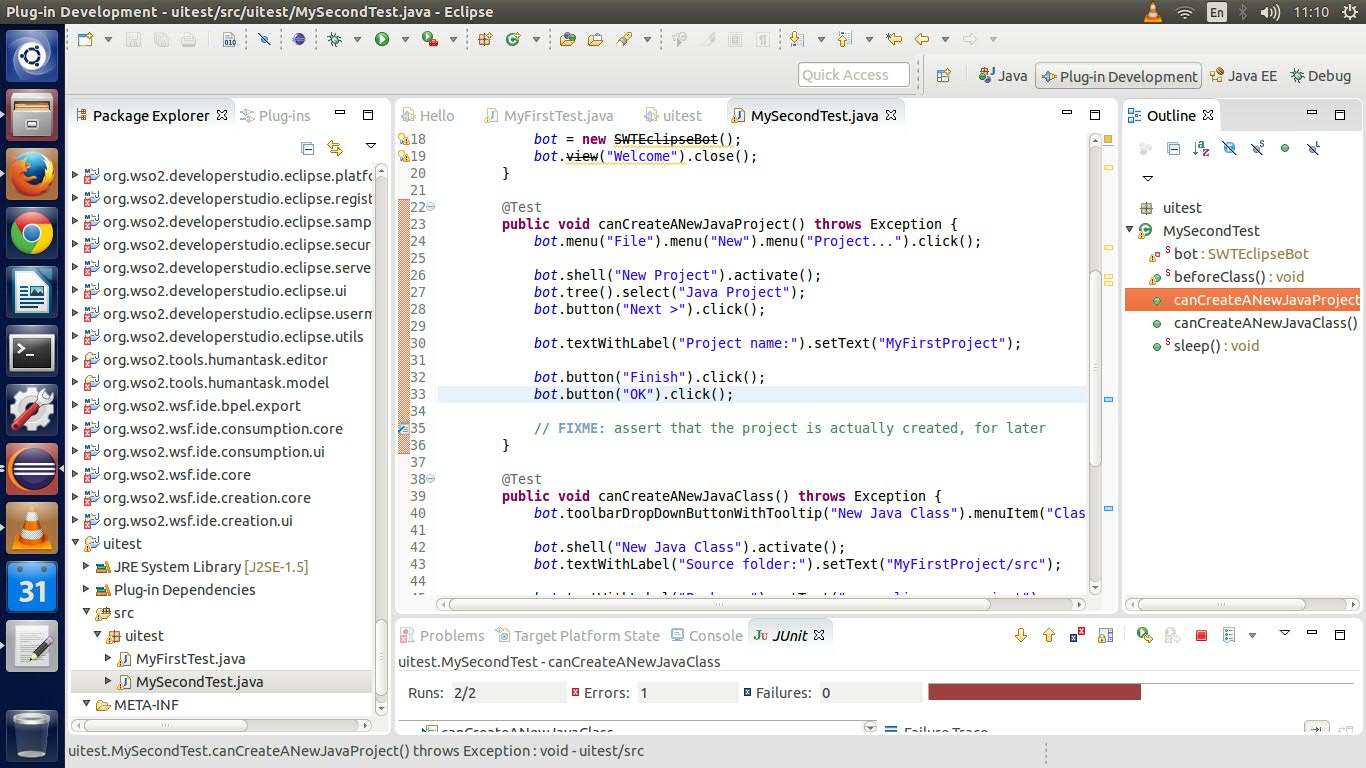 Plug-in Development - uitest/src/uitest/MySecondTest.java - Eclipse
En
11:10
010
Quick Access
Java
Plug-in Development
Java EE
Debug
Package Explorer
Plug-ins
org.wso2.developerstudio.eclipse.platfo
org.wso2.developerstudio.eclipse.regist
org.wso2.developerstudio.eclipse.samp
org.wso2.developerstudio.eclipse.secur
org.wso2.developerstudio.eclipse.serve
org.wso2.developerstudio.eclipse.ui
org.wso2.developerstudio.eclipse.userm
org.wso2.developerstudio.eclipse.utils
org.wso2.tools.humantask.editor
org.wso2.tools.humantask.model
org.wso2.wsf.ide.bpel.export
org.wso2.wsf.ide.consumption.core
org.wso2.wsf.ide.consumption.ui
org.wso2.wsf.ide.core
org.wso2.wsf.ide.creation.core
org.wso2.wsf.ide.creation.ui
uitest
JRE System Library [J2SE-1.5]
Plug-in Dependencies
src
uitest
MyFirstTest.java
MySecondTest.java
META-INF
31
Hello
MyFirstTest.java
uitest
MySecondTest.java
18 bot = new SWTEclipseBot();
19 bot.view("Welcome").close();
20 }
21
22 @Test
23 public void canCreateANewJavaProject() throws Exception {
24 bot.menu("File").menu("New").menu("Project...").click();
25
26 bot.shell("New Project").activate();
27 bot.tree().select("Java Project");
28 bot.button("Next >").click();
29
30 bot.textWithLabel("Project name:").setText("MyFirstProject");
31
32 bot.button("Finish").click();
33 bot.button("OK").click();
34
35 // FIXME: assert that the project is actually created, for later
36 }
37
38 @Test
39 public void canCreateANewJavaClass() throws Exception {
40 bot.toolbarDropDownButtonWithTooltip("New Java Class").menuItem("Clas
41
42 bot.shell("New Java Class").activate();
43 bot.textWithLabel("Source folder:").setText("MyFirstProject/src");
44
Outline
uitest
MySecondTest
bot : SWTEclipseBot
beforeClass() : void
canCreateANewJavaProject
canCreateANewJavaClass()
sleep() : void
Problems
Target Platform State
Console
JUnit
uitest.MySecondTest - canCreateANewJavaClass
Runs: 2/2
Errors: 1
Failures: 0
canCreateANewJavaClass
Failure Trace
uitest.MySecondTest.canCreateANewJavaProject() throws Exception : void - uitest/src